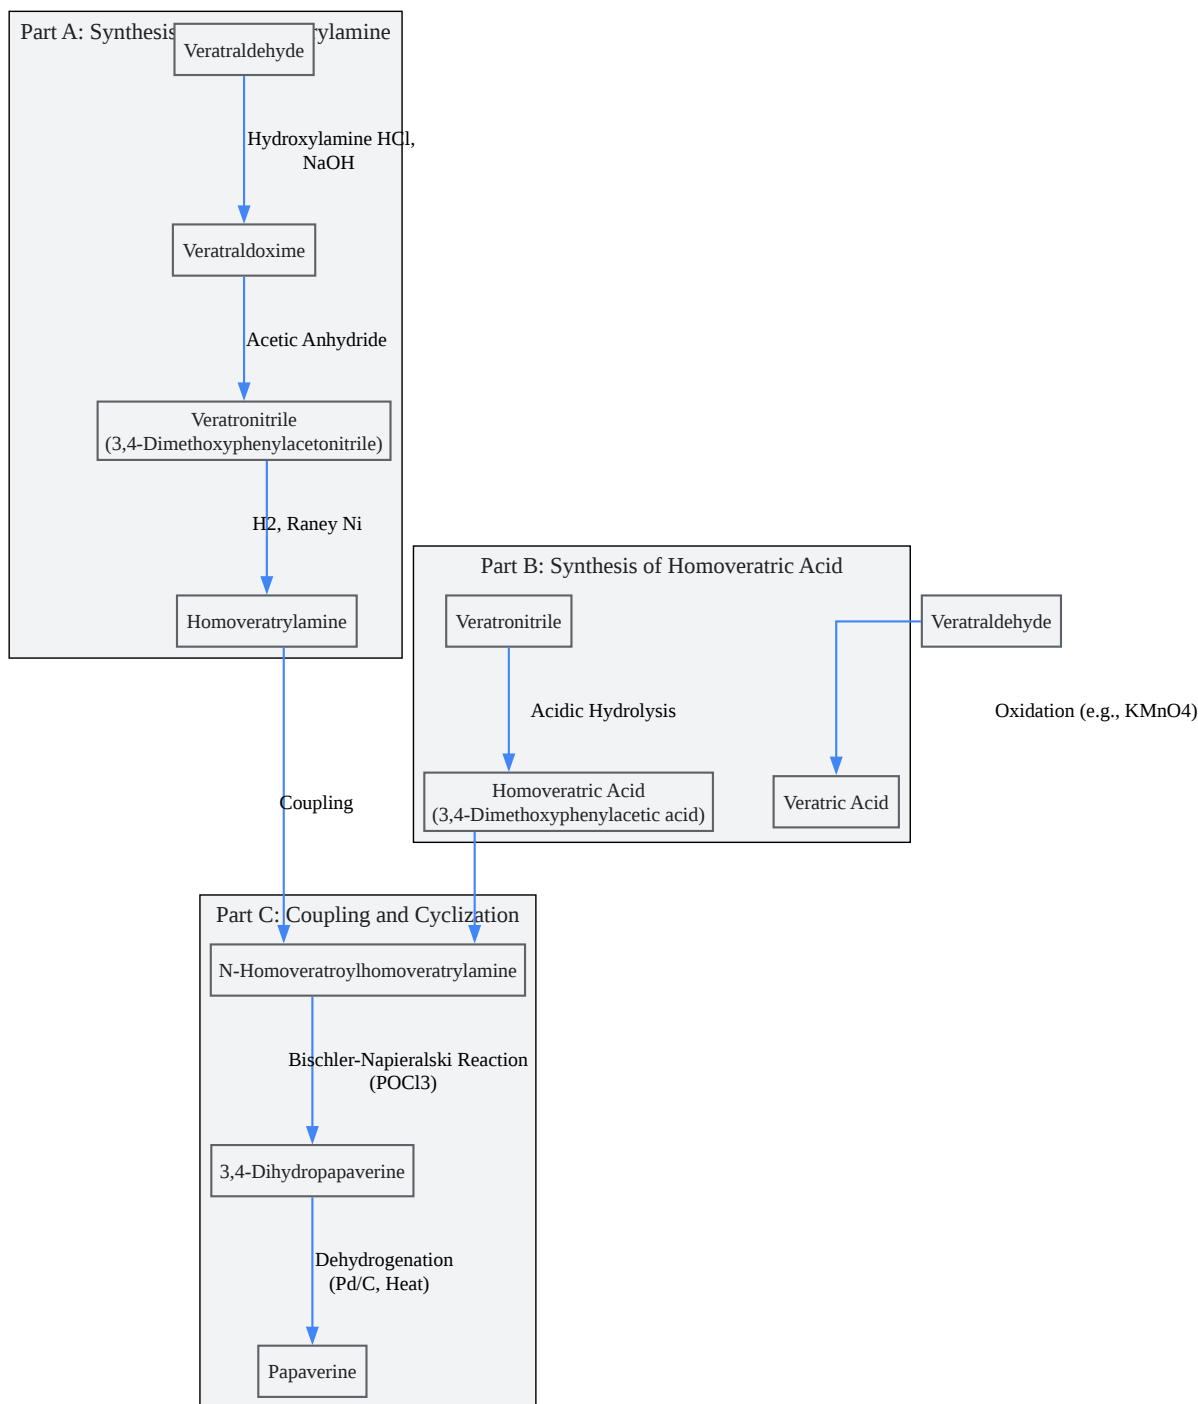 Part A: Synthesis rylamine
Veratraldehyde
Hydroxylamine HCl,
NaOH
Veratraldoxime
Acetic Anhydride
Veratronitrile
(3,4-Dimethoxyphenylacetonitrile)
H2, Raney Ni
Homoveratrylamine
Part B: Synthesis of Homoveratric Acid
Veratronitrile
Veratraldehyde
Acidic Hydrolysis
Oxidation (e.g., KMnO4)
Homoveratric Acid
(3,4-Dimethoxyphenylacetic acid)
Veratric Acid
Coupling
Part C: Coupling and Cyclization
N-Homoveratroylhomoveratrylamine
Bischler-Napieralski Reaction
(POCl3)
3,4-Dihydropapaverine
Dehydrogenation
(Pd/C, Heat)
Papaverine